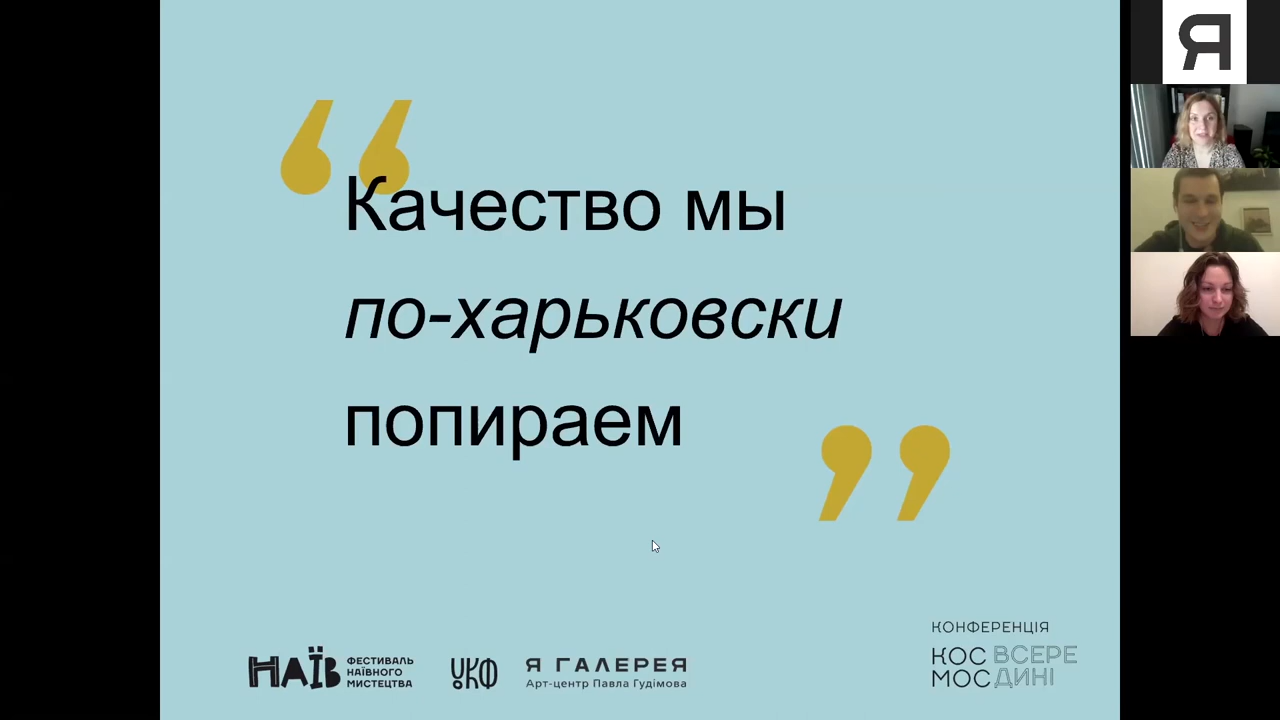 “Качество мы
по-харьковски
попираем”
НАЇВ
ФЕСТИВАЛЬ
НАЇВНОГО
МИСТЕЦТВА
УКФ
Я ГАЛЕРЕЯ
Арт-центр Павла Гудімова
КОНФЕРЕНЦІЯ
КОС ВСЕРЕ
МОС ДИНІ
Я